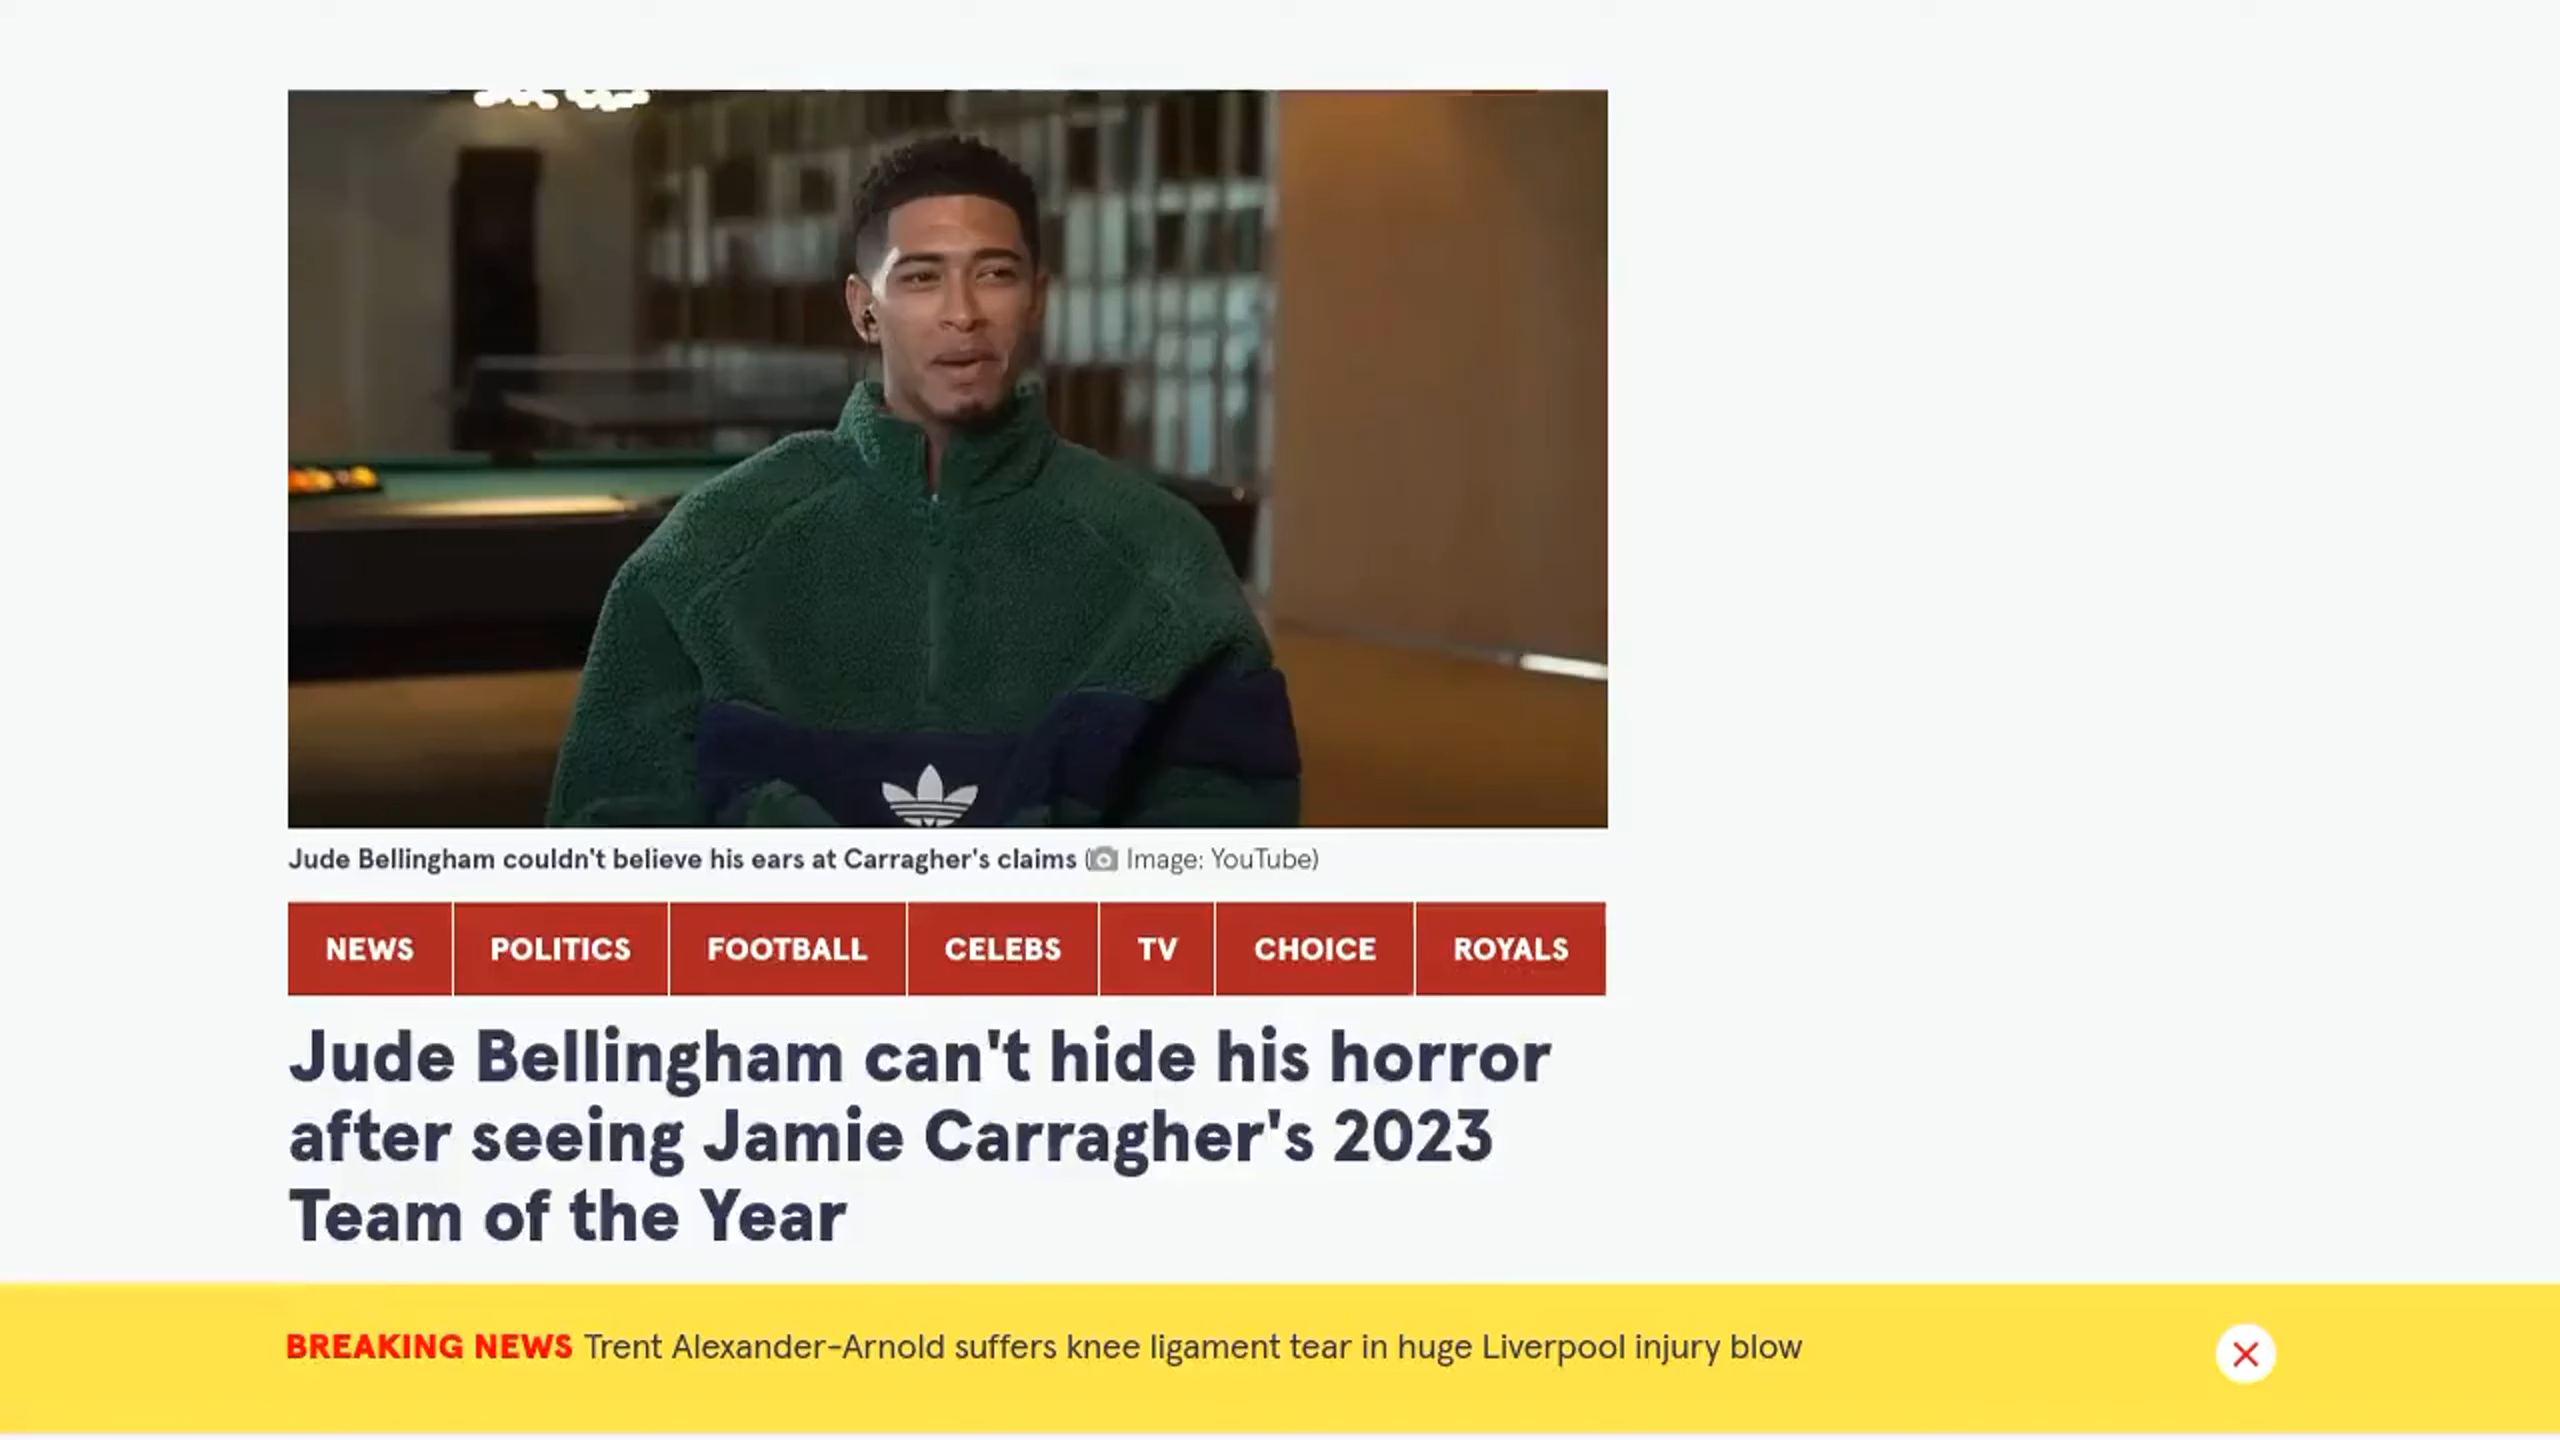 Jude Bellingham couldn't believe his ears at Carragher's claims (Image: YouTube)
NEWS
POLITICS
FOOTBALL
CELEBS
TV
CHOICE
ROYALS
Jude Bellingham can't hide his horror
after seeing Jamie Carragher's 2023
Team of the Year
BREAKING NEWS Trent Alexander-Arnold suffers knee ligament tear in huge Liverpool injury blow